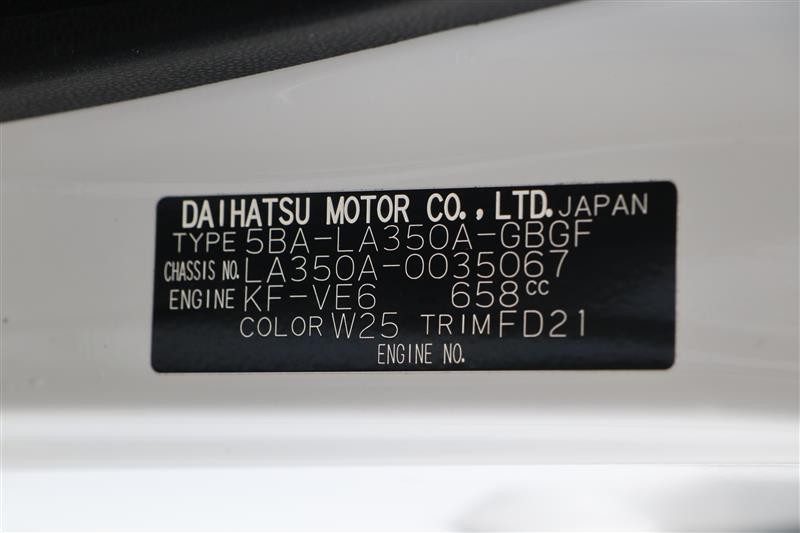 DAIHATSU MOTOR CO., LTD. JAPAN
TYPE 5BA-LA350A-GBGF
CHASSIS NO. LA350A-0035067
ENGINE KF-VE6 658cc
COLOR W25 TRIM FD21
ENGINE NO.